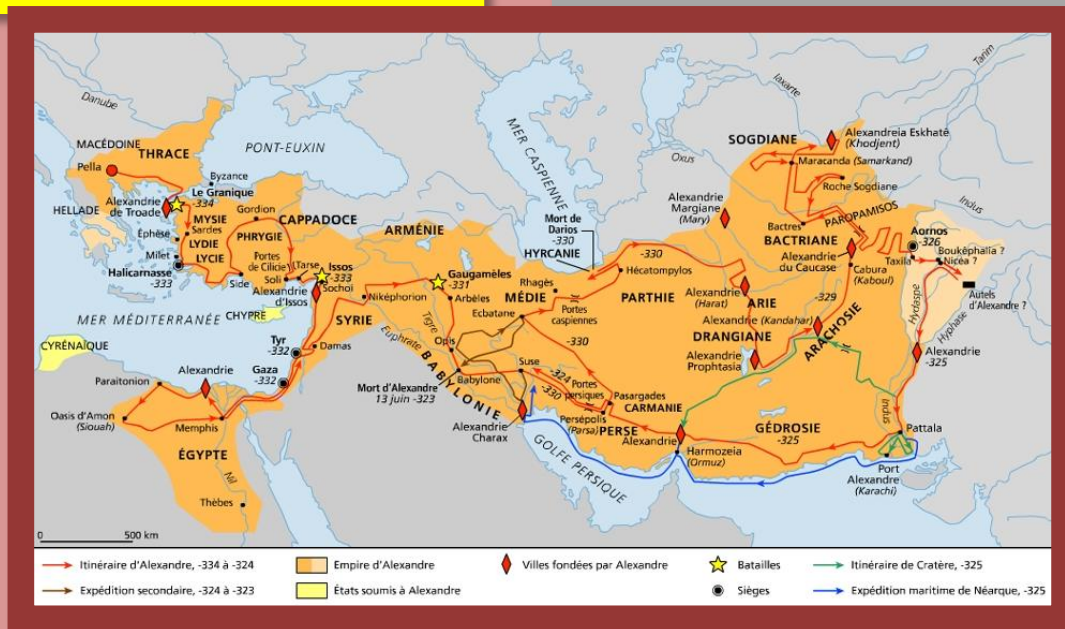 Danube
Tarim
Iaxarte
MER CASPIENNE
SOGDIANE
Alexandreia Eskhatê
(Khodjent)
MACÉDOINE
THRACE
PONT-EUXIN
Oxus
Maracanda (Samarkand)
Pella
Byzance
Roche Sogdiane
Le Granique
-334
Alexandrie
de Troade
Alexandrie
Margiane
(Mary)
Indus
HELLADE
MYSIE
Gordion
CAPPADOCE
Mort de
Darios
-330
PAROPAMISOS
Sardes
ARMÉNIE
HYRCANIE
Bactres
Aornos
-326
Éphèse
LYDIE
PHRYGIE
BACTRIANE
Milet
LYCIE
Portes
de Cilicie
Tarse
Issos
-333
Gaugamèles
-331
-330
Hécatompylos
Alexandrie
du Caucase
Taxila
Boukêphalia ?
Nicéa ?
Halicarnasse
-333
Side
Soli
Sochoi
Rhagès
Cabura
(Kaboul)
Alexandrie
d'Issos
Niképhorion
Arbèles
MÉDIE
PARTHIE
Alexandrie
(Harat)
ARIE
-329
Autels
d'Alexandre ?
MER MÉDITERRANÉE
CHYPRE
SYRIE
Tigre
Ecbatane
Portes
caspiennes
Alexandrie (Kandahar)
Hydaspe
Hyphase
CYRÉNAÏQUE
Tyr
-332
Damas
Euphrate
Opis
-330
DRANGIANE
ARACHOSIE
Alexandrie
-325
Paraitonion
Alexandrie
Gaza
-332
BABYLONIE
Babylone
Suse
-324
-330
Portes
persiques
Pasargades
Alexandrie
Prophtasia
Mort d'Alexandre
13 juin -323
CARMANIE
Indus
Oasis d'Amon
(Siouah)
Memphis
Alexandrie
Charax
Persépolis
(Parsa)
PERSE
Alexandrie
GÉDROSIE
-325
Pattala
ÉGYPTE
Harmozeia
(Ormuz)
GOLFE PERSIQUE
Port
Alexandre
(Karachi)
Nil
Thèbes
0
500 km
Itinéraire d'Alexandre, -334 à -324
Empire d'Alexandre
Villes fondées par Alexandre
Batailles
Itinéraire de Cratère, -325
Expédition secondaire, -324 à -323
États soumis à Alexandre
Sièges
Expédition maritime de Néarque, -325